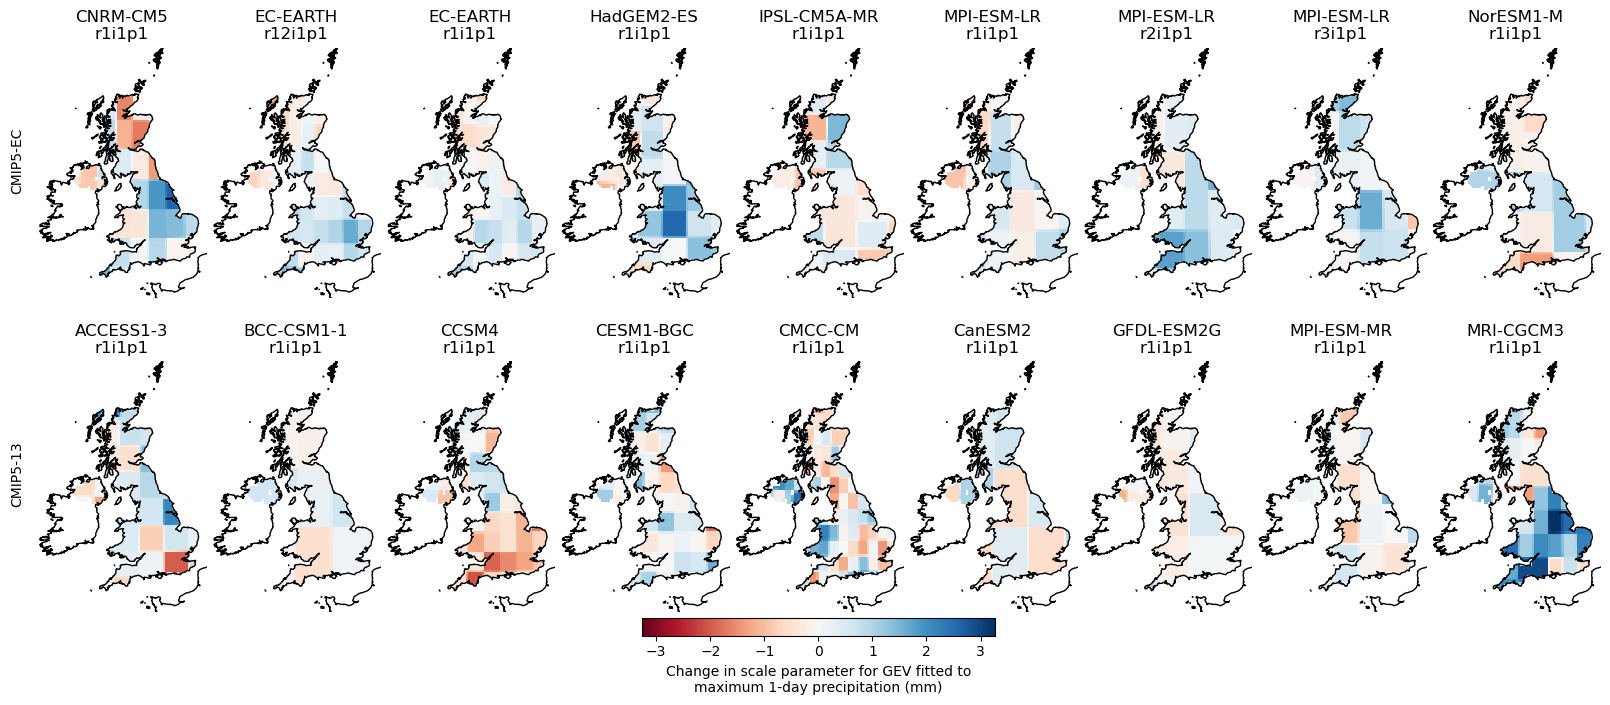 CNRM-CM5
r1i1p1
EC-EARTH
r12i1p1
EC-EARTH
r1i1p1
HadGEM2-ES
r1i1p1
IPSL-CM5A-MR
r1i1p1
MPI-ESM-LR
r1i1p1
MPI-ESM-LR
r2i1p1
MPI-ESM-LR
r3i1p1
NorESM1-M
r1i1p1
CMIP5-EC
ACCESS1-3
r1i1p1
BCC-CSM1-1
r1i1p1
CCSM4
r1i1p1
CESM1-BGC
r1i1p1
CMCC-CM
r1i1p1
CanESM2
r1i1p1
GFDL-ESM2G
r1i1p1
MPI-ESM-MR
r1i1p1
MRI-CGCM3
r1i1p1
CMIP5-13
−3 −2 −1 0 1 2 3
Change in scale parameter for GEV fitted to
maximum 1-day precipitation (mm)